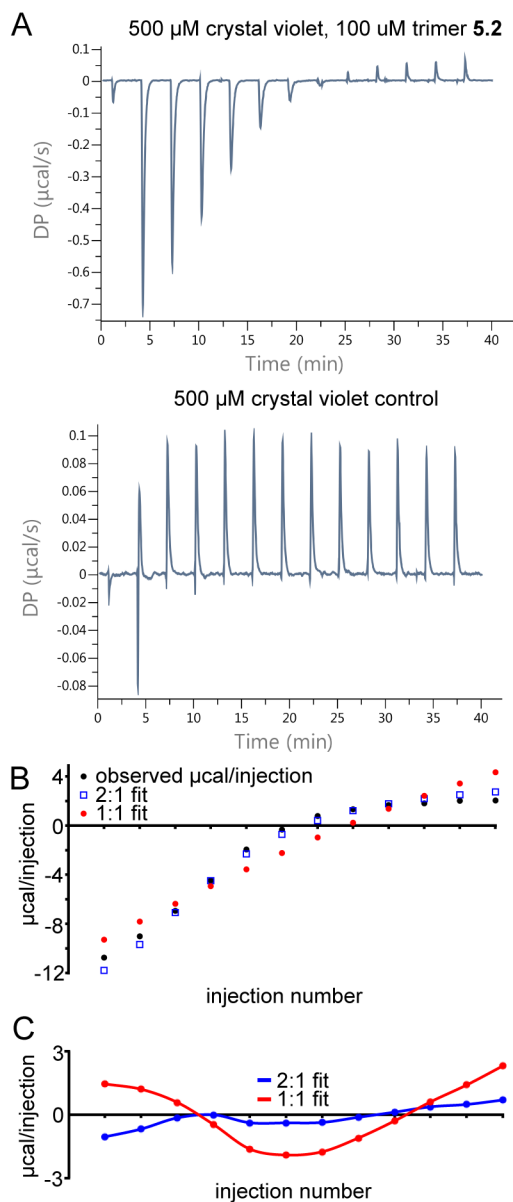 A
500 µM crystal violet, 100 uM trimer 5.2
0.1
0
-0.1
-0.2
-0.3
-0.4
-0.5
-0.6
-0.7
DP (µcal/s)
0 5 10 15 20 25 30 35 40
Time (min)
500 µM crystal violet control
0.1
0.08
0.06
0.04
0.02
0
-0.02
-0.04
-0.06
-0.08
DP (µcal/s)
0 5 10 15 20 25 30 35 40
Time (min)
B
4
0
-4
-8
-12
µcal/injection
observed µcal/injection
2:1 fit
1:1 fit
injection number
C
3
0
-3
µcal/injection
2:1 fit
1:1 fit
injection number